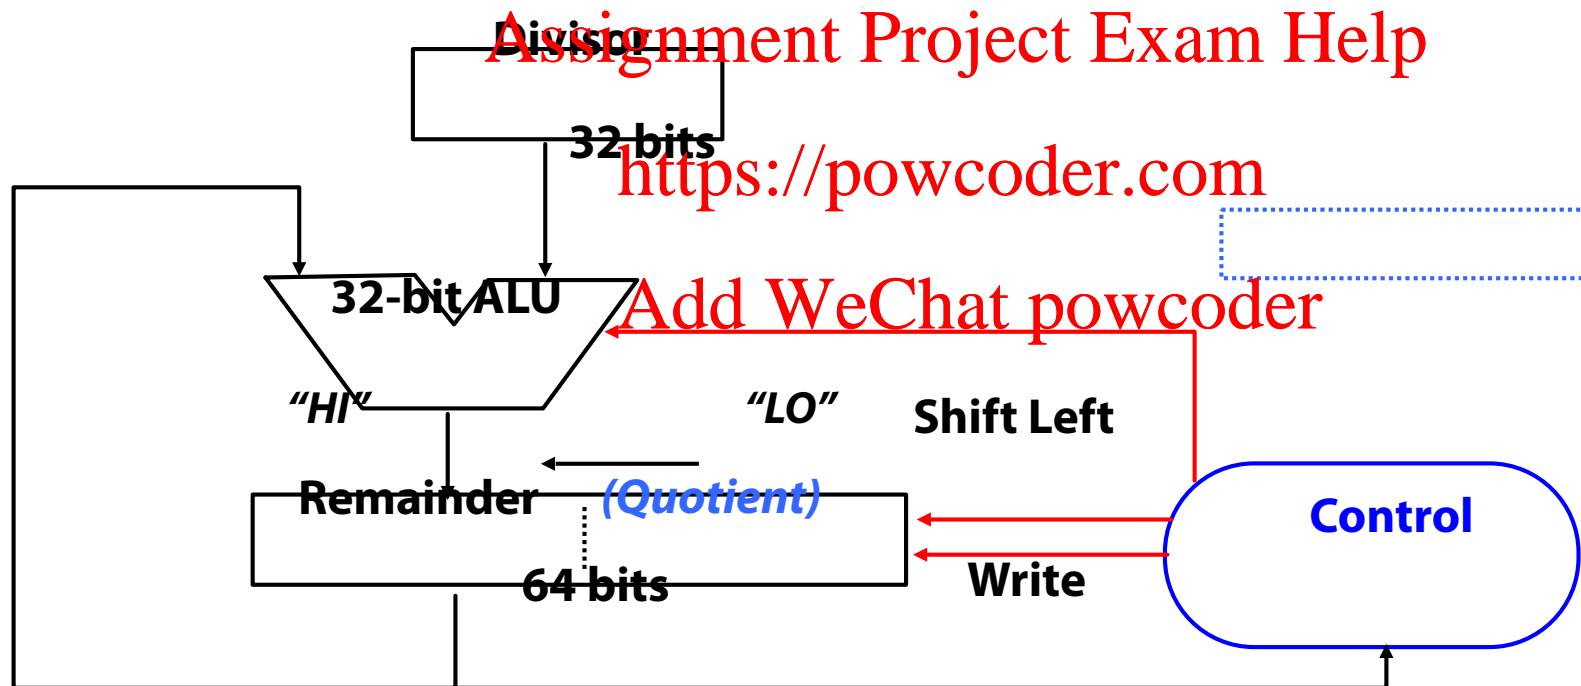 Divisor
Assignment Project Exam Help
32 bits
https://powcoder.com
32-bit ALU
Add WeChat powcoder
“HI”
“LO”
Shift Left
Remainder
(Quotient)
Control
64 bits
Write